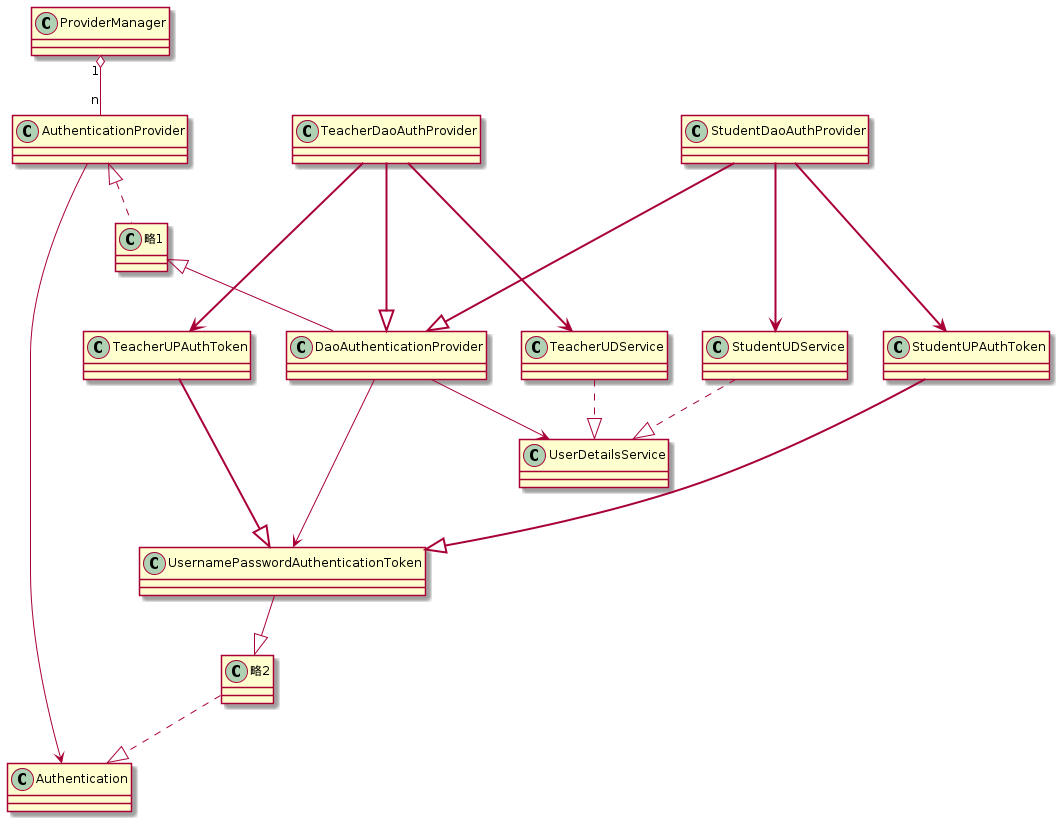 C ProviderManager
1
n
C AuthenticationProvider
C TeacherDaoAuthProvider
C StudentDaoAuthProvider
C 略1
C TeacherUPAuthToken
C DaoAuthenticationProvider
C TeacherUDService
C StudentUDService
C StudentUPAuthToken
C UserDetailsService
C UsernamePasswordAuthenticationToken
C 略2
C Authentication